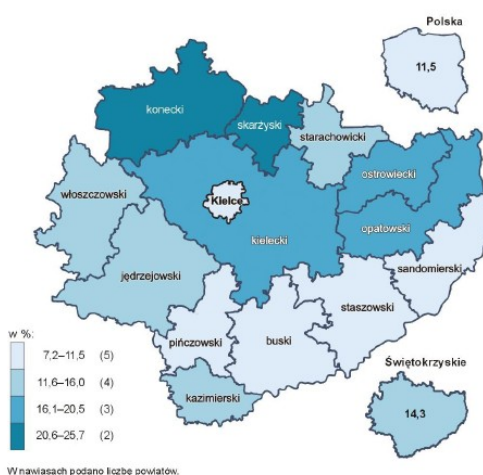 Polska
11,5
konecki
skarżyski
starachowicki
ostrowiecki
włoszczowski
Kielce
opatowski
kielecki
sandomierski
jędrzejowski
staszowski
pińczowski
buski
kazimierski
Świętokrzyskie
14,3
w %:
7,2–11,5 (5)
11,6–16,0 (4)
16,1–20,5 (3)
20,6–25,7 (2)
W nawiasach podano liczbę powiatów.